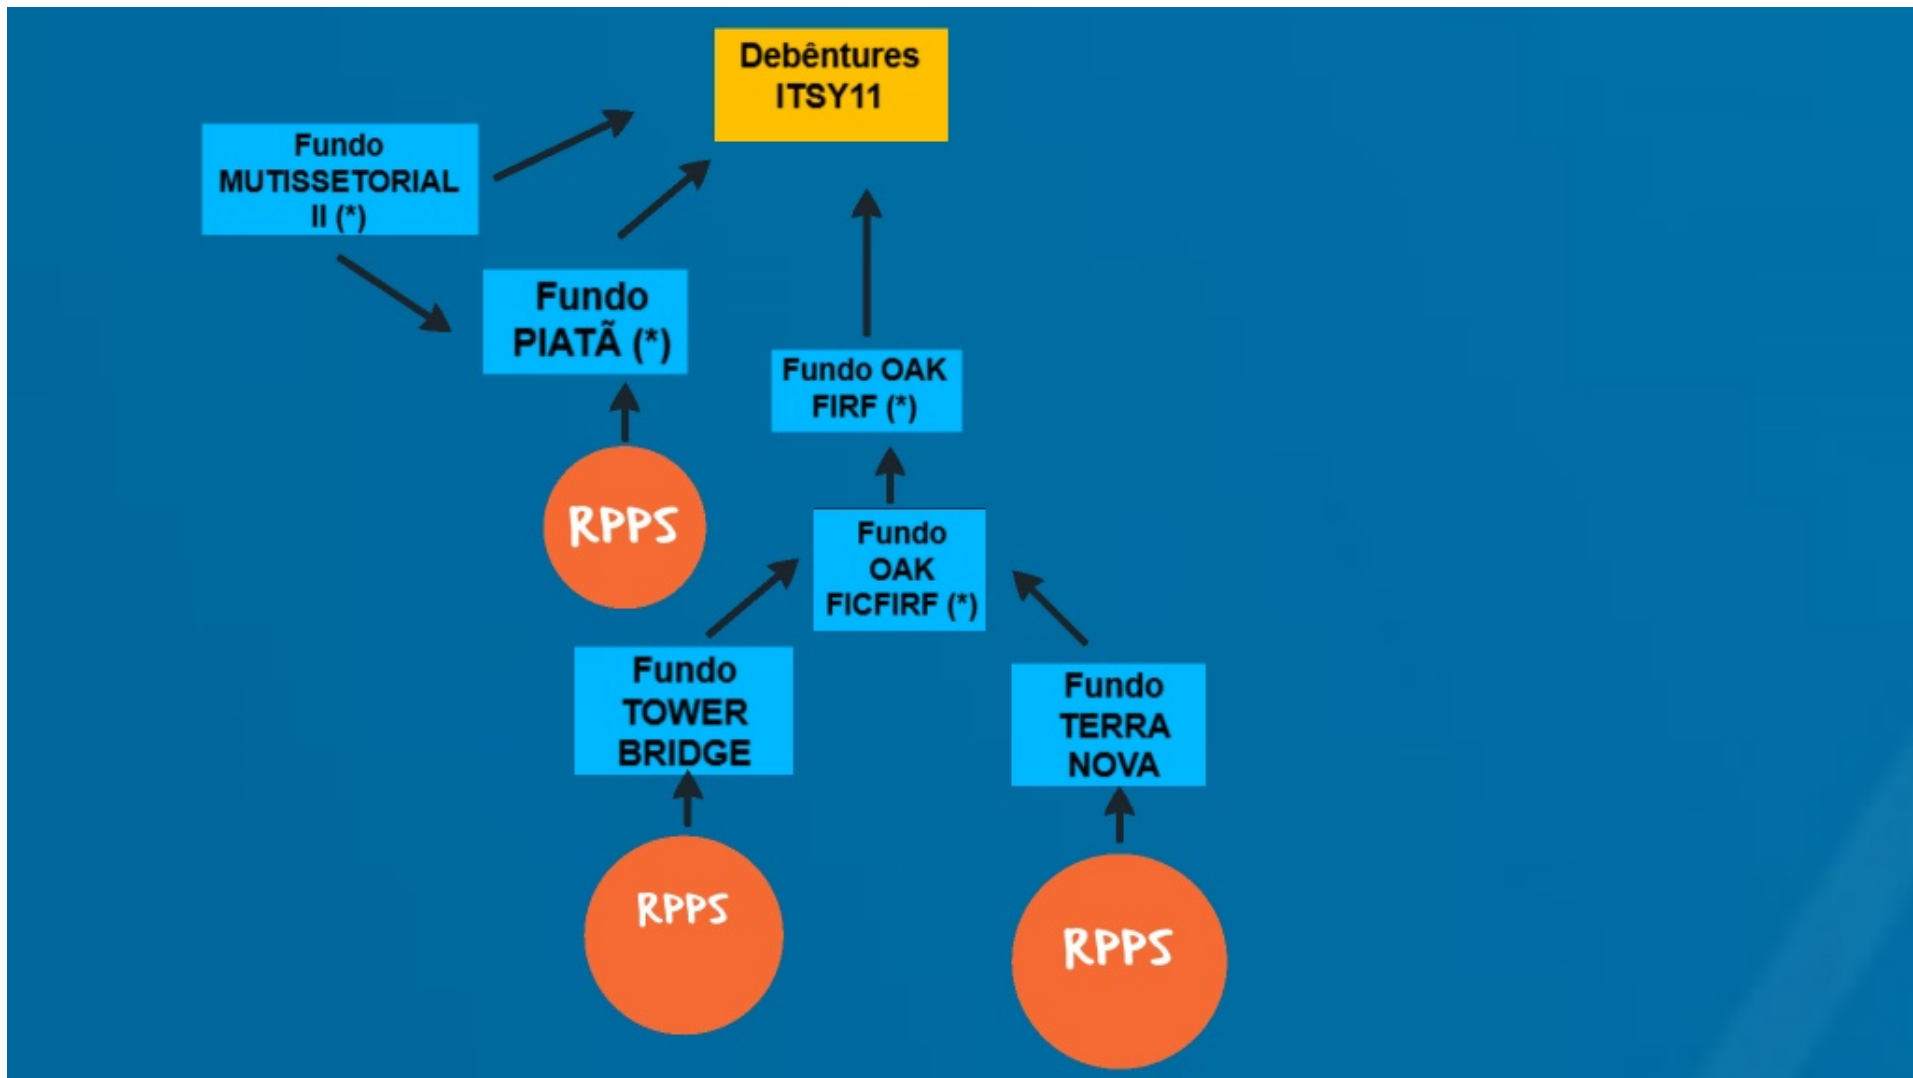 Debêntures
ITSY11
Fundo
MUTISSETORIAL
II (*)
Fundo
PIATÃ (*)
Fundo OAK
FIRF (*)
RPPS
Fundo
OAK
FICFIRF (*)
Fundo
TOWER
BRIDGE
Fundo
TERRA
NOVA
RPPS
RPPS